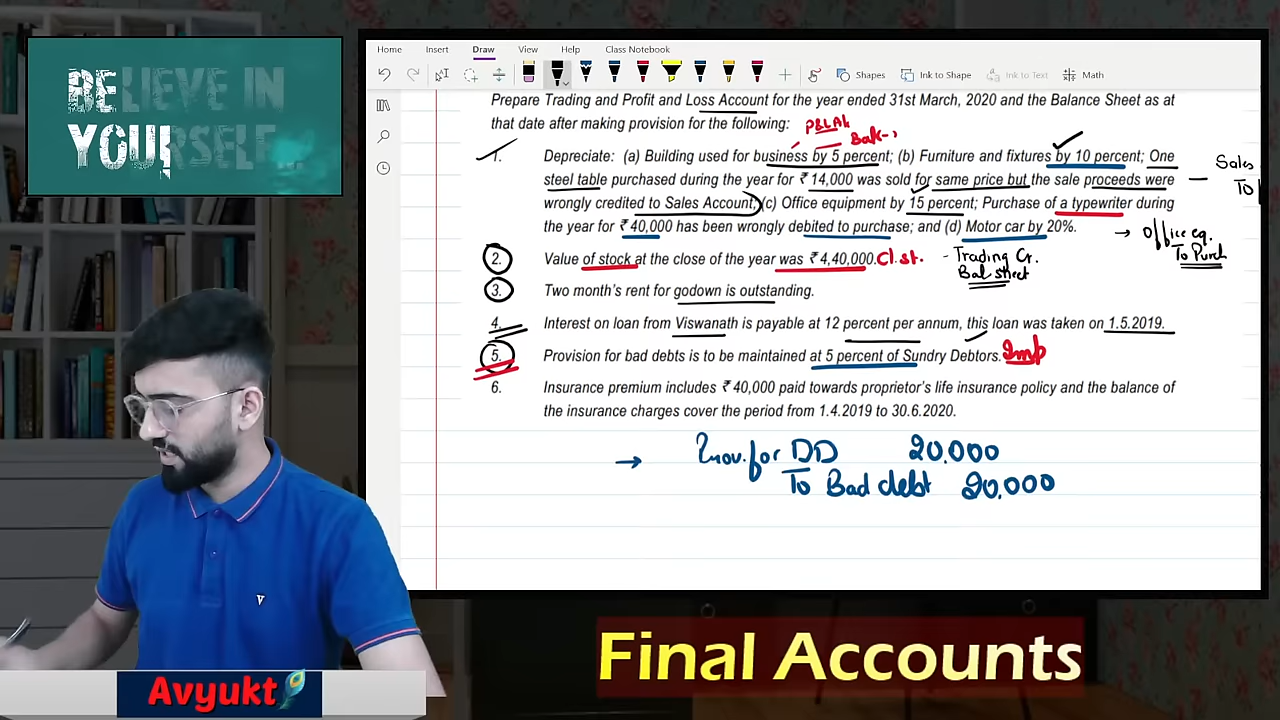 BELIEVE IN
YOURSELF...
Home Insert Draw View Help Class Notebook
Shapes Ink to Shape Ink to Text Math
Prepare Trading and Profit and Loss Account for the year ended 31st March, 2020 and the Balance Sheet as at
that date after making provision for the following:
P&L A/c
1. Depreciate: (a) Building used for business by 5 percent; (b) Furniture and fixtures by 10 percent; One
steel table purchased during the year for ₹ 14,000 was sold for same price but the sale proceeds were
wrongly credited to Sales Account; (c) Office equipment by 15 percent; Purchase of a typewriter during
the year for ₹ 40,000 has been wrongly debited to purchase; and (d) Motor car by 20%.
Sales
To
→ Office eq.
To Purch
2. Value of stock at the close of the year was ₹ 4,40,000. Cl. st. - Trading Cr.
Bal sheet
3. Two month's rent for godown is outstanding.
4. Interest on loan from Viswanath is payable at 12 percent per annum, this loan was taken on 1.5.2019.
5. Provision for bad debts is to be maintained at 5 percent of Sundry Debtors. Imp
6. Insurance premium includes ₹ 40,000 paid towards proprietor's life insurance policy and the balance of
the insurance charges cover the period from 1.4.2019 to 30.6.2020.
→ Prov. for DD 20,000
To Bad debt 20,000
Final Accounts
Avyukt